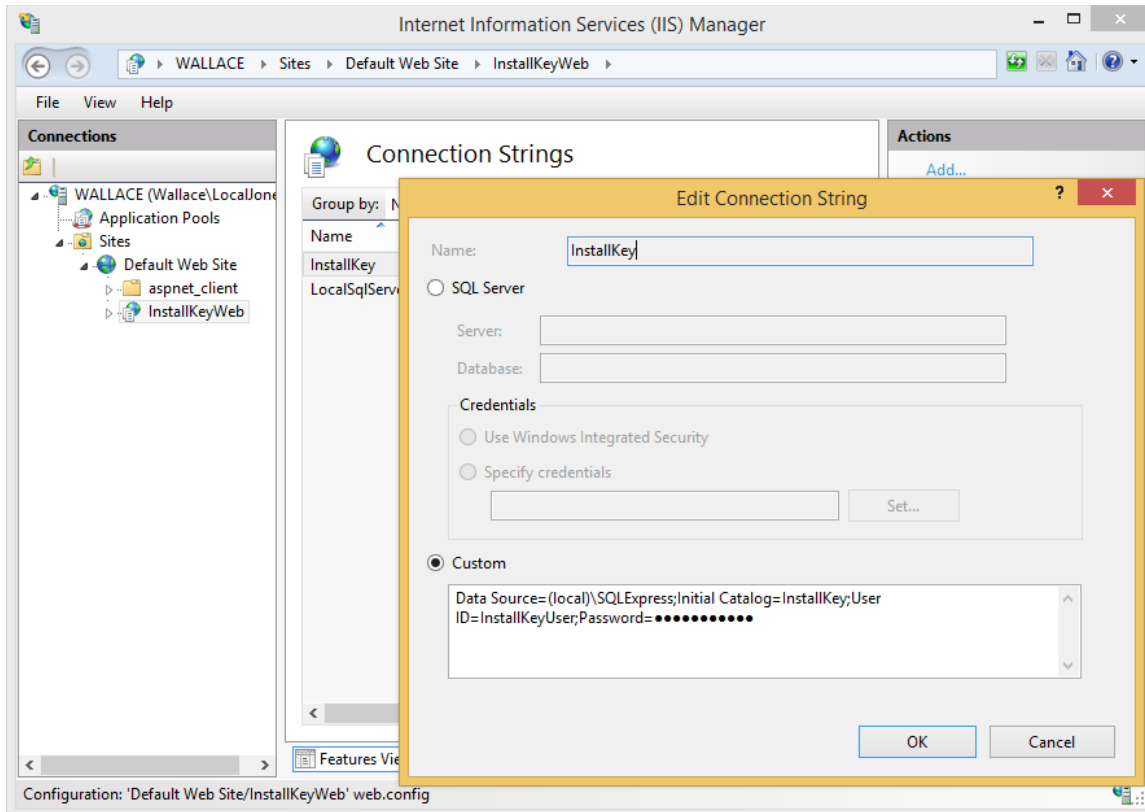 Internet Information Services (IIS) Manager
WALLACE Sites Default Web Site InstallKeyWeb
File View Help
Connections
WALLACE (Wallace\LocalJone
Application Pools
Sites
Default Web Site
aspnet_client
InstallKeyWeb
Connection Strings
Group by: N
Name
InstallKey
LocalSqlServe
Actions
Add...
Edit Connection String
? ×
Name: InstallKey
SQL Server
Server:
Database:
Credentials
Use Windows Integrated Security
Specify credentials
Set...
Custom
Data Source=(local)\SQLExpress;Initial Catalog=InstallKey;User
ID=InstallKeyUser;Password=●●●●●●●●●●●
OK Cancel
Features Vie
Configuration: 'Default Web Site/InstallKeyWeb' web.config